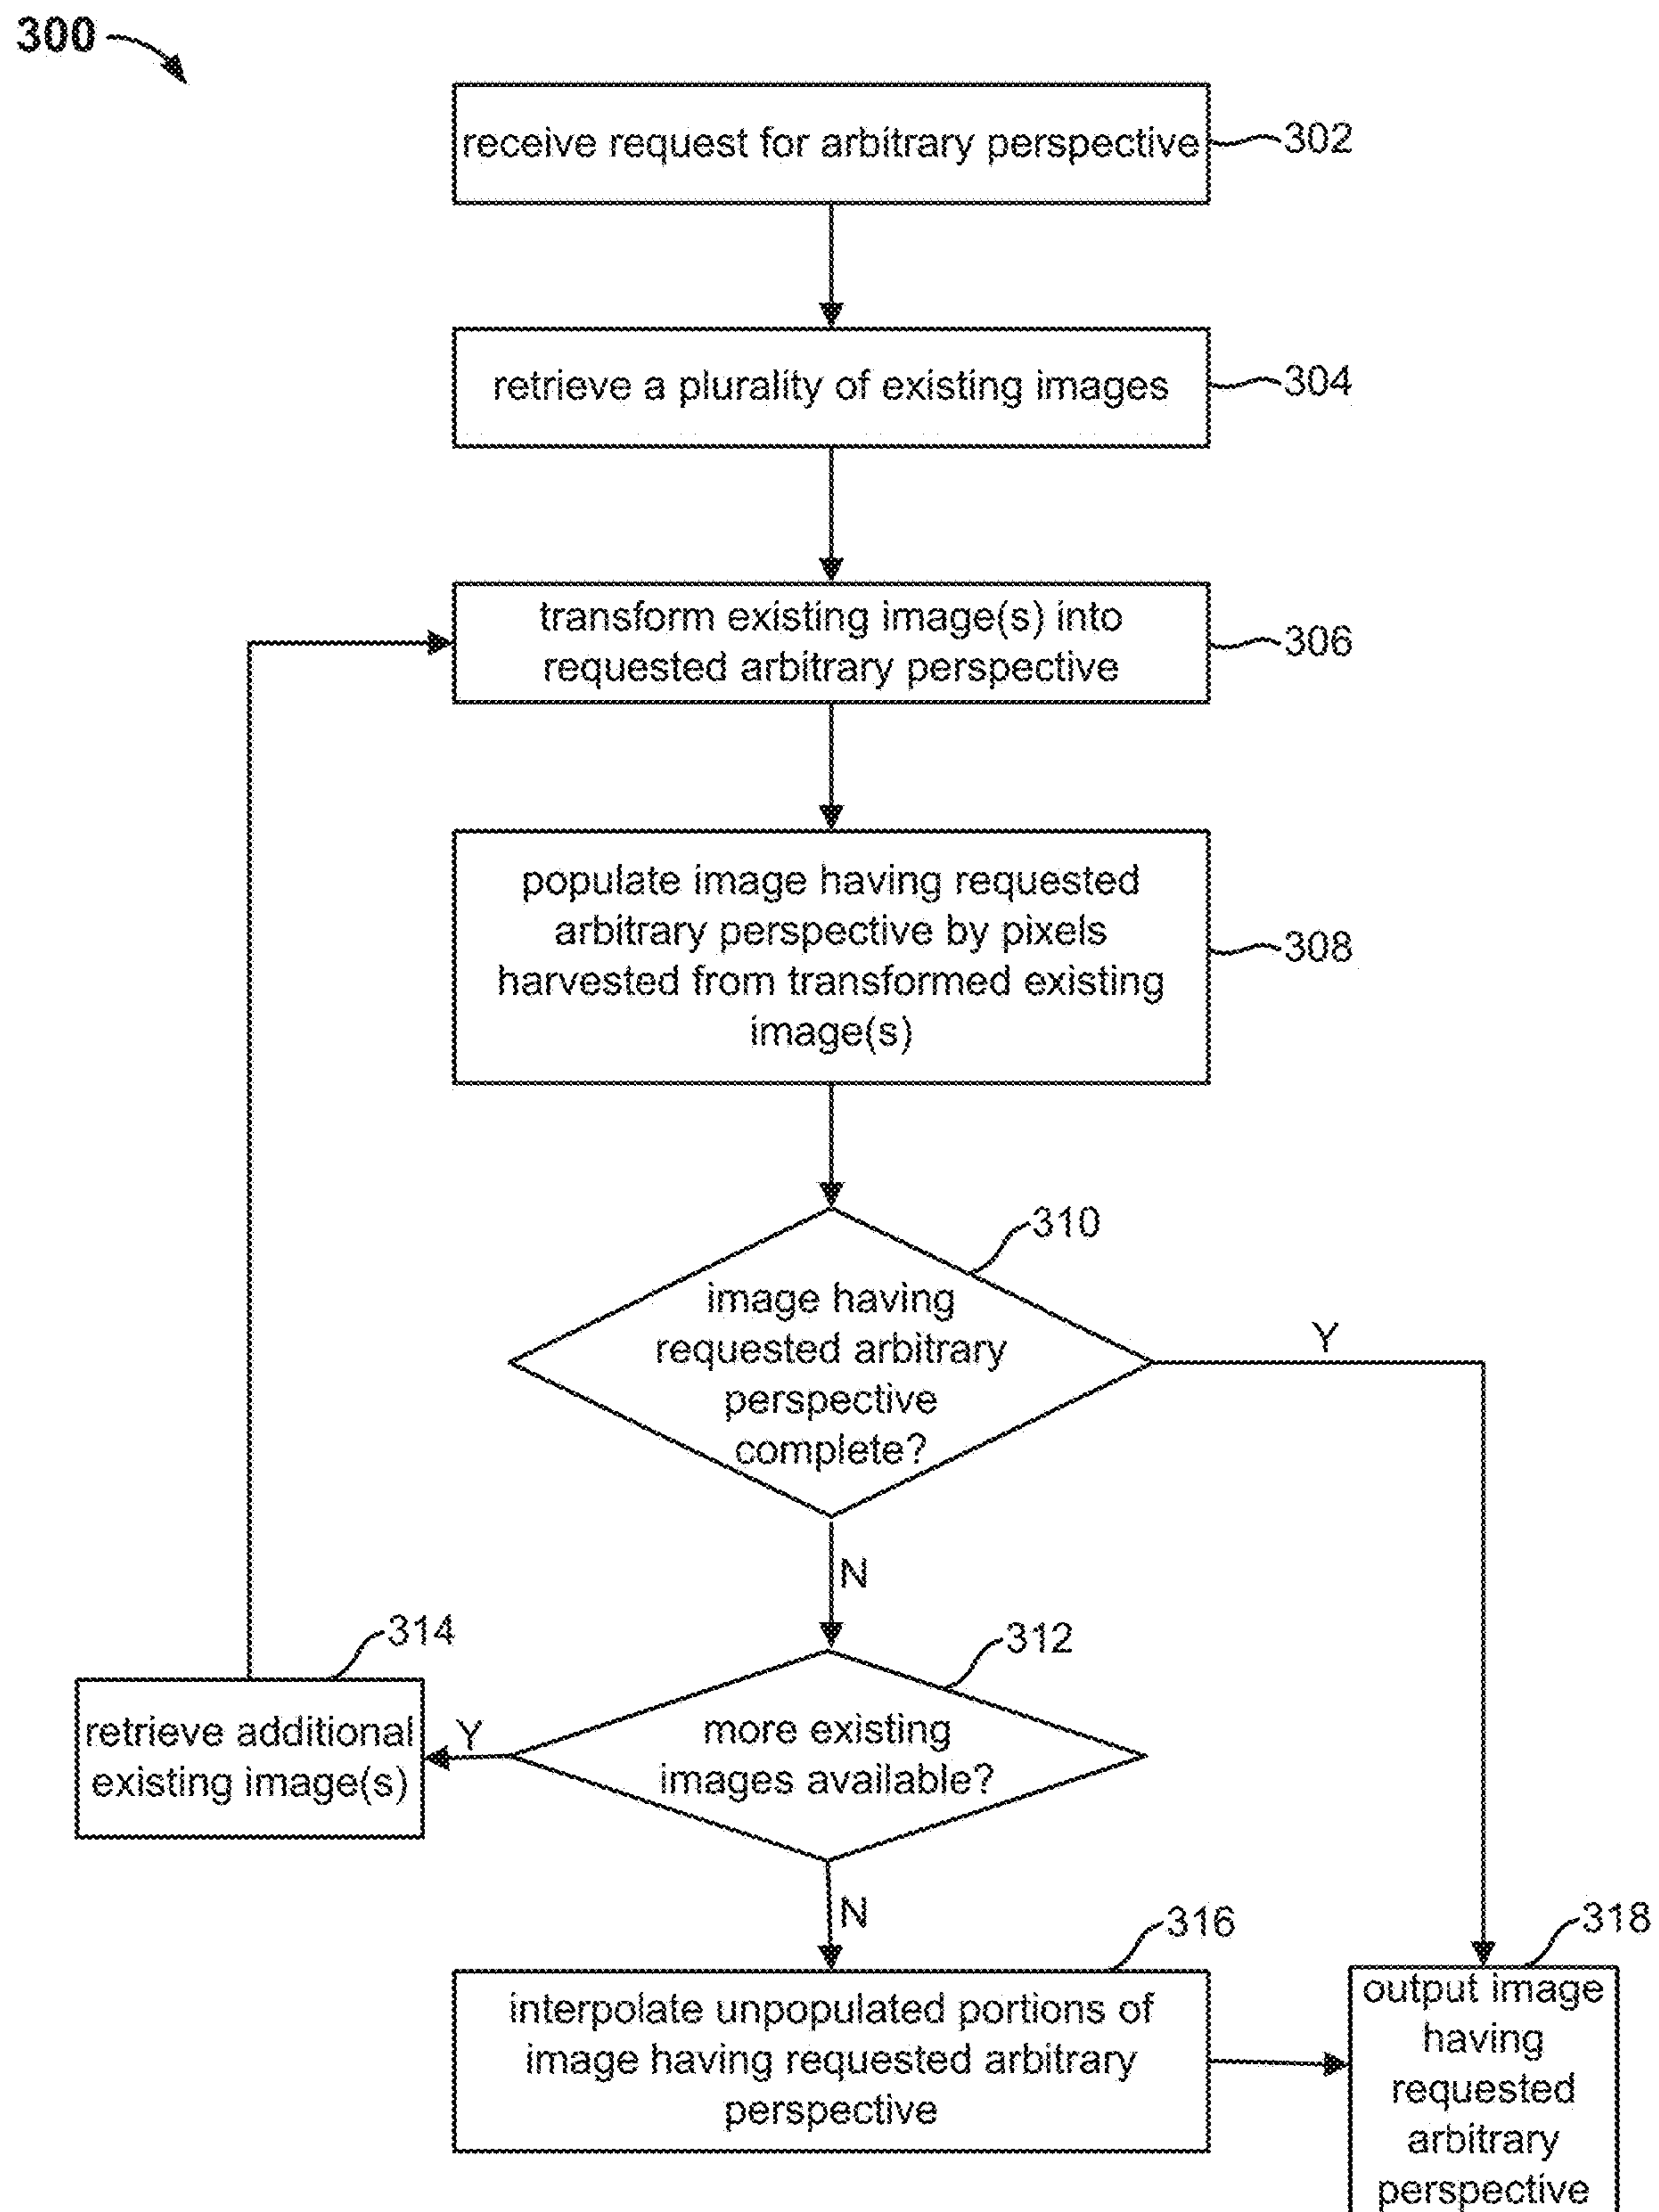 300
receive request for arbitrary perspective
302
retrieve a plurality of existing images
304
transform existing image(s) into
requested arbitrary perspective
306
populate image having requested
arbitrary perspective by pixels
harvested from transformed existing
image(s)
308
310
image having
requested arbitrary
perspective
complete?
Y
N
314
312
retrieve additional
existing image(s)
Y
more existing
images available?
N
316
318
interpolate unpopulated portions of
image having requested arbitrary
perspective
output image
having
requested
arbitrary
perspective